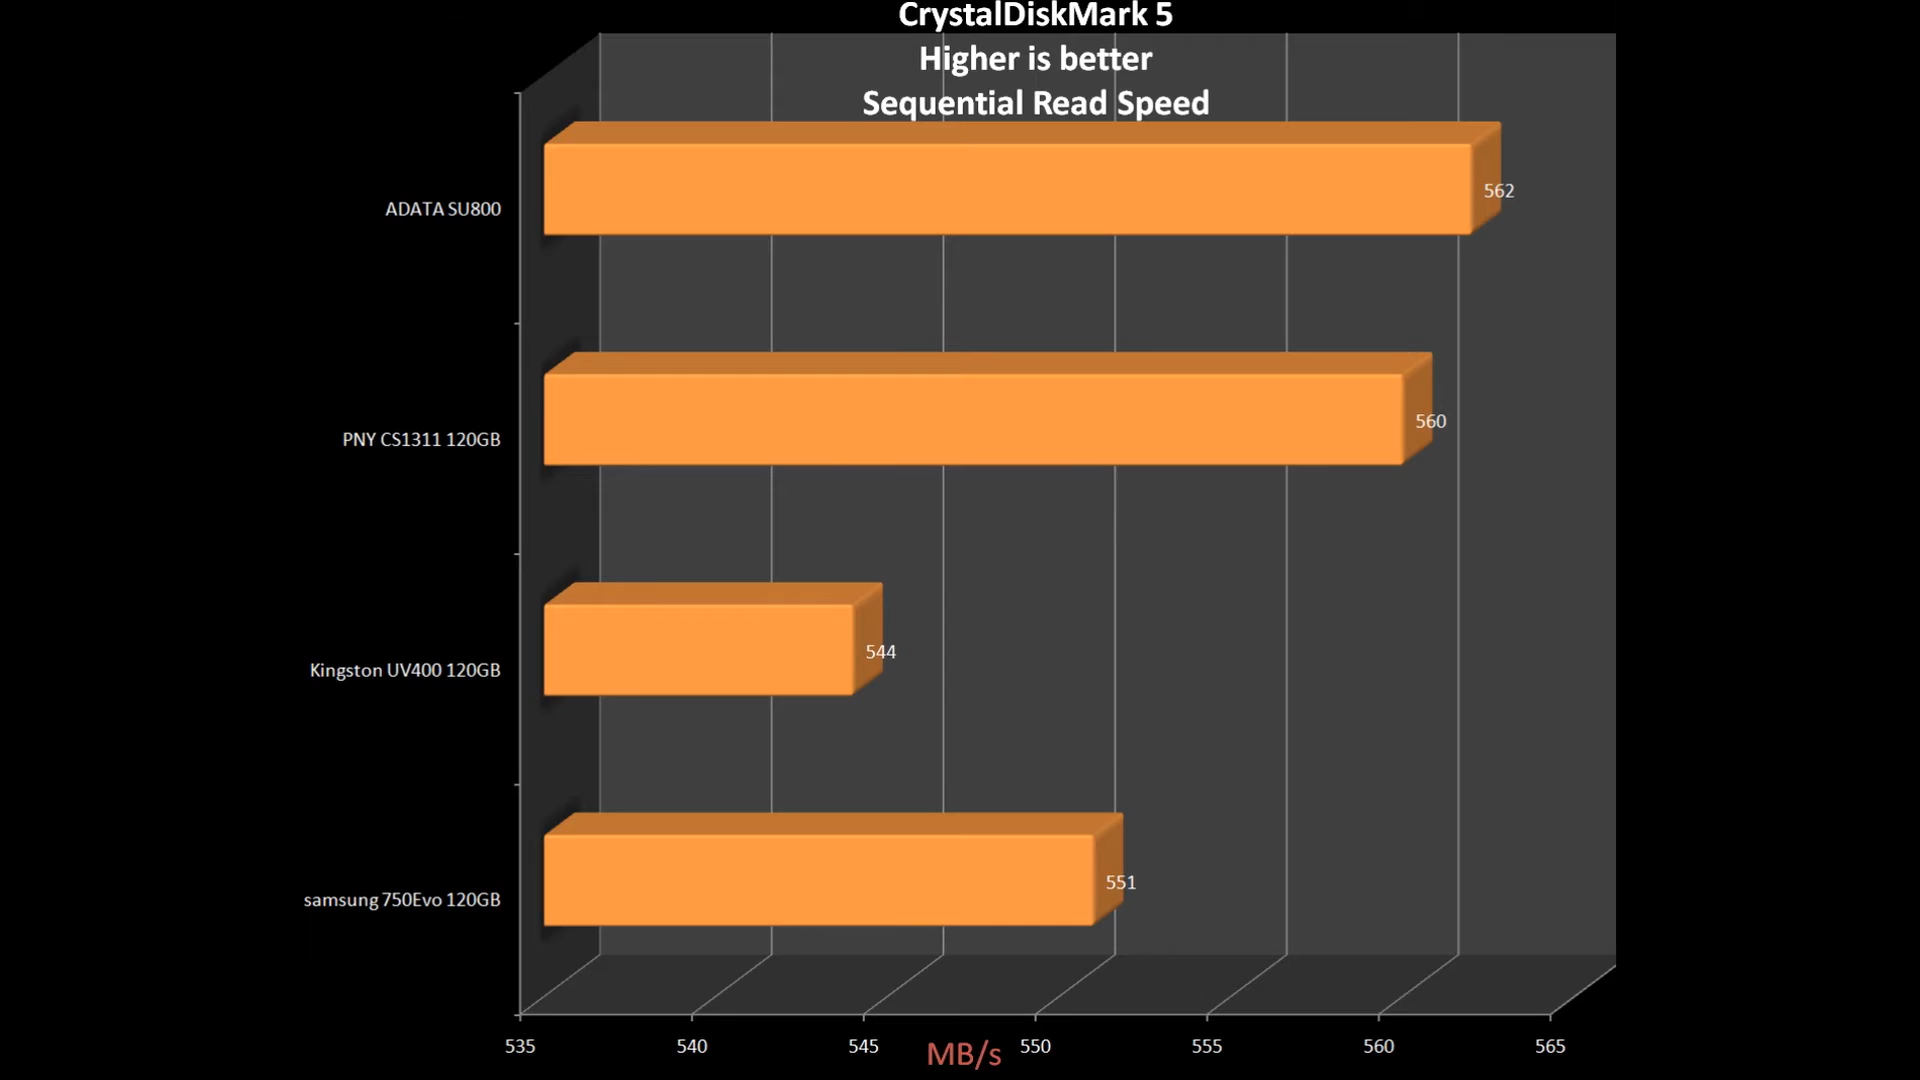 CrystalDiskMark 5
Higher is better
Sequential Read Speed
ADATA SU800
562
PNY CS1311 120GB
560
Kingston UV400 120GB
544
samsung 750Evo 120GB
551
535 540 545 550 555 560 565
MB/s